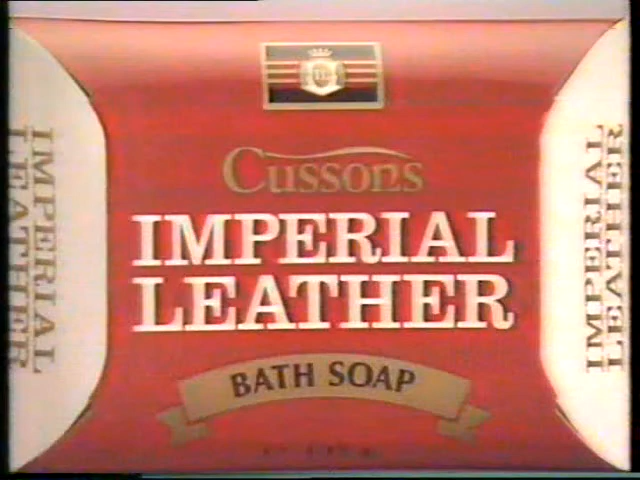 Cussons
IMPERIAL
LEATHER
BATH SOAP
IMPERIAL
LEATHER
IMPERIAL
LEATHER